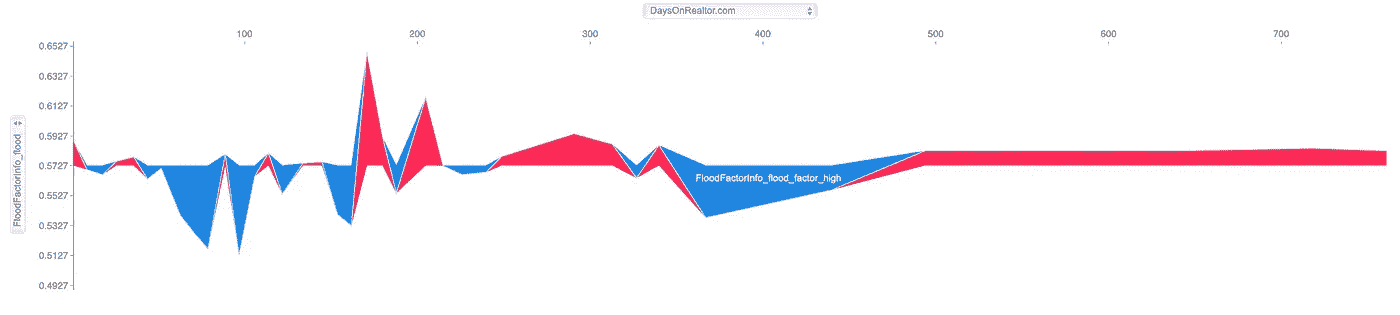 DaysOnRealtor.com
100 200 300 400 500 600 700
0.6527
0.6327
0.6127
0.5927
0.5727
0.5527
0.5327
0.5127
0.4927
FloodFactorInfo_flood
FloodFactorInfo_flood_factor_high